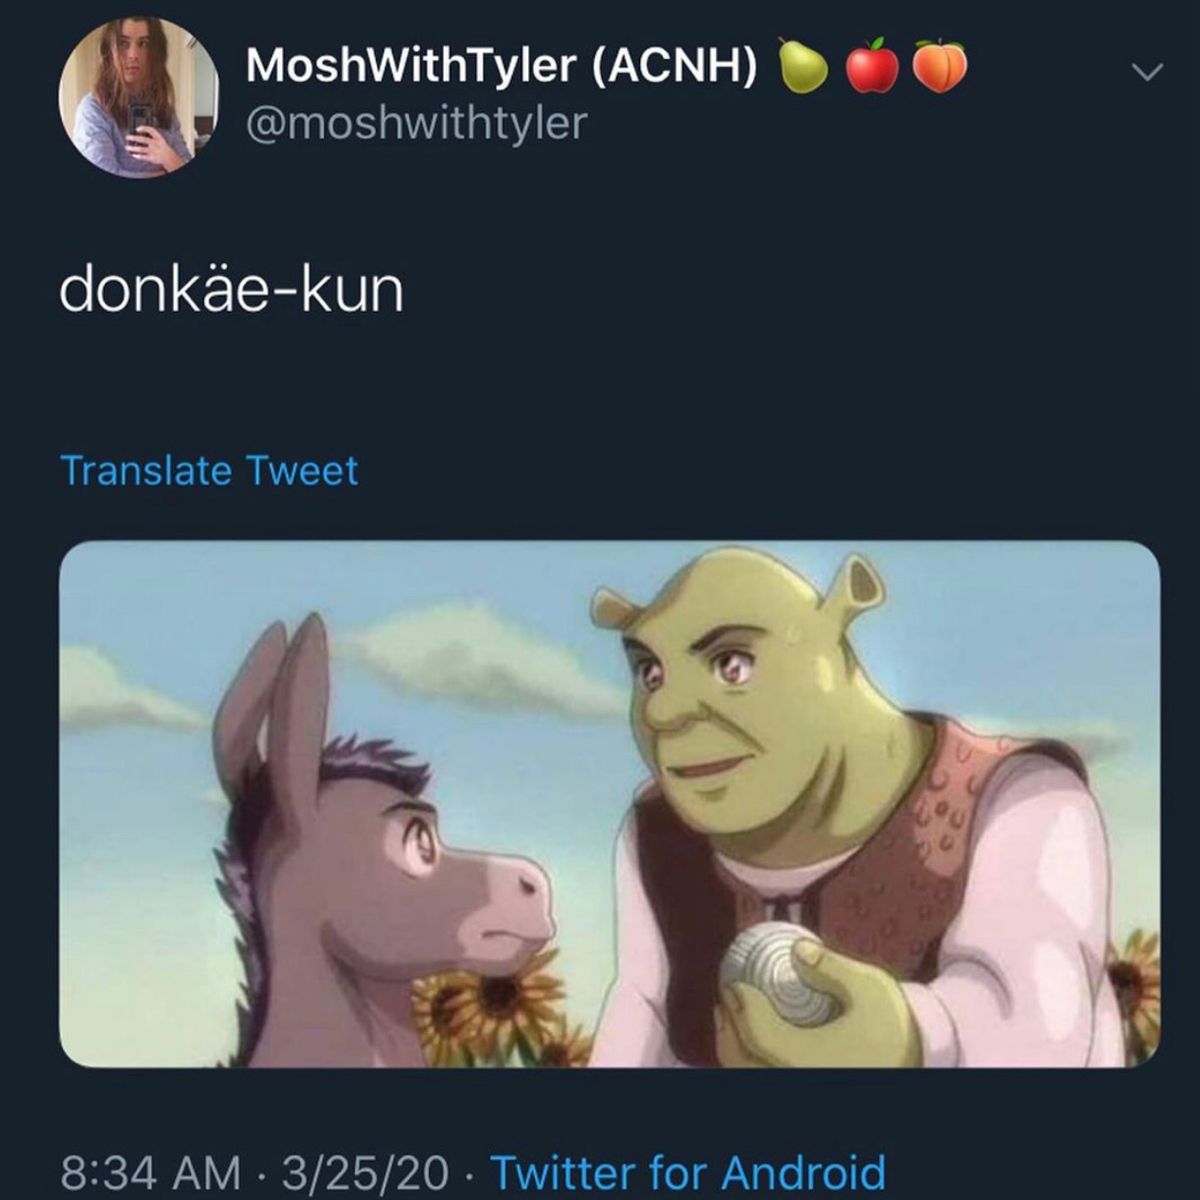 MoshWithTyler (ACNH) 🍐🍎🍑
@moshwithtyler
donkäe-kun
Translate Tweet
8:34 AM · 3/25/20 · Twitter for Android